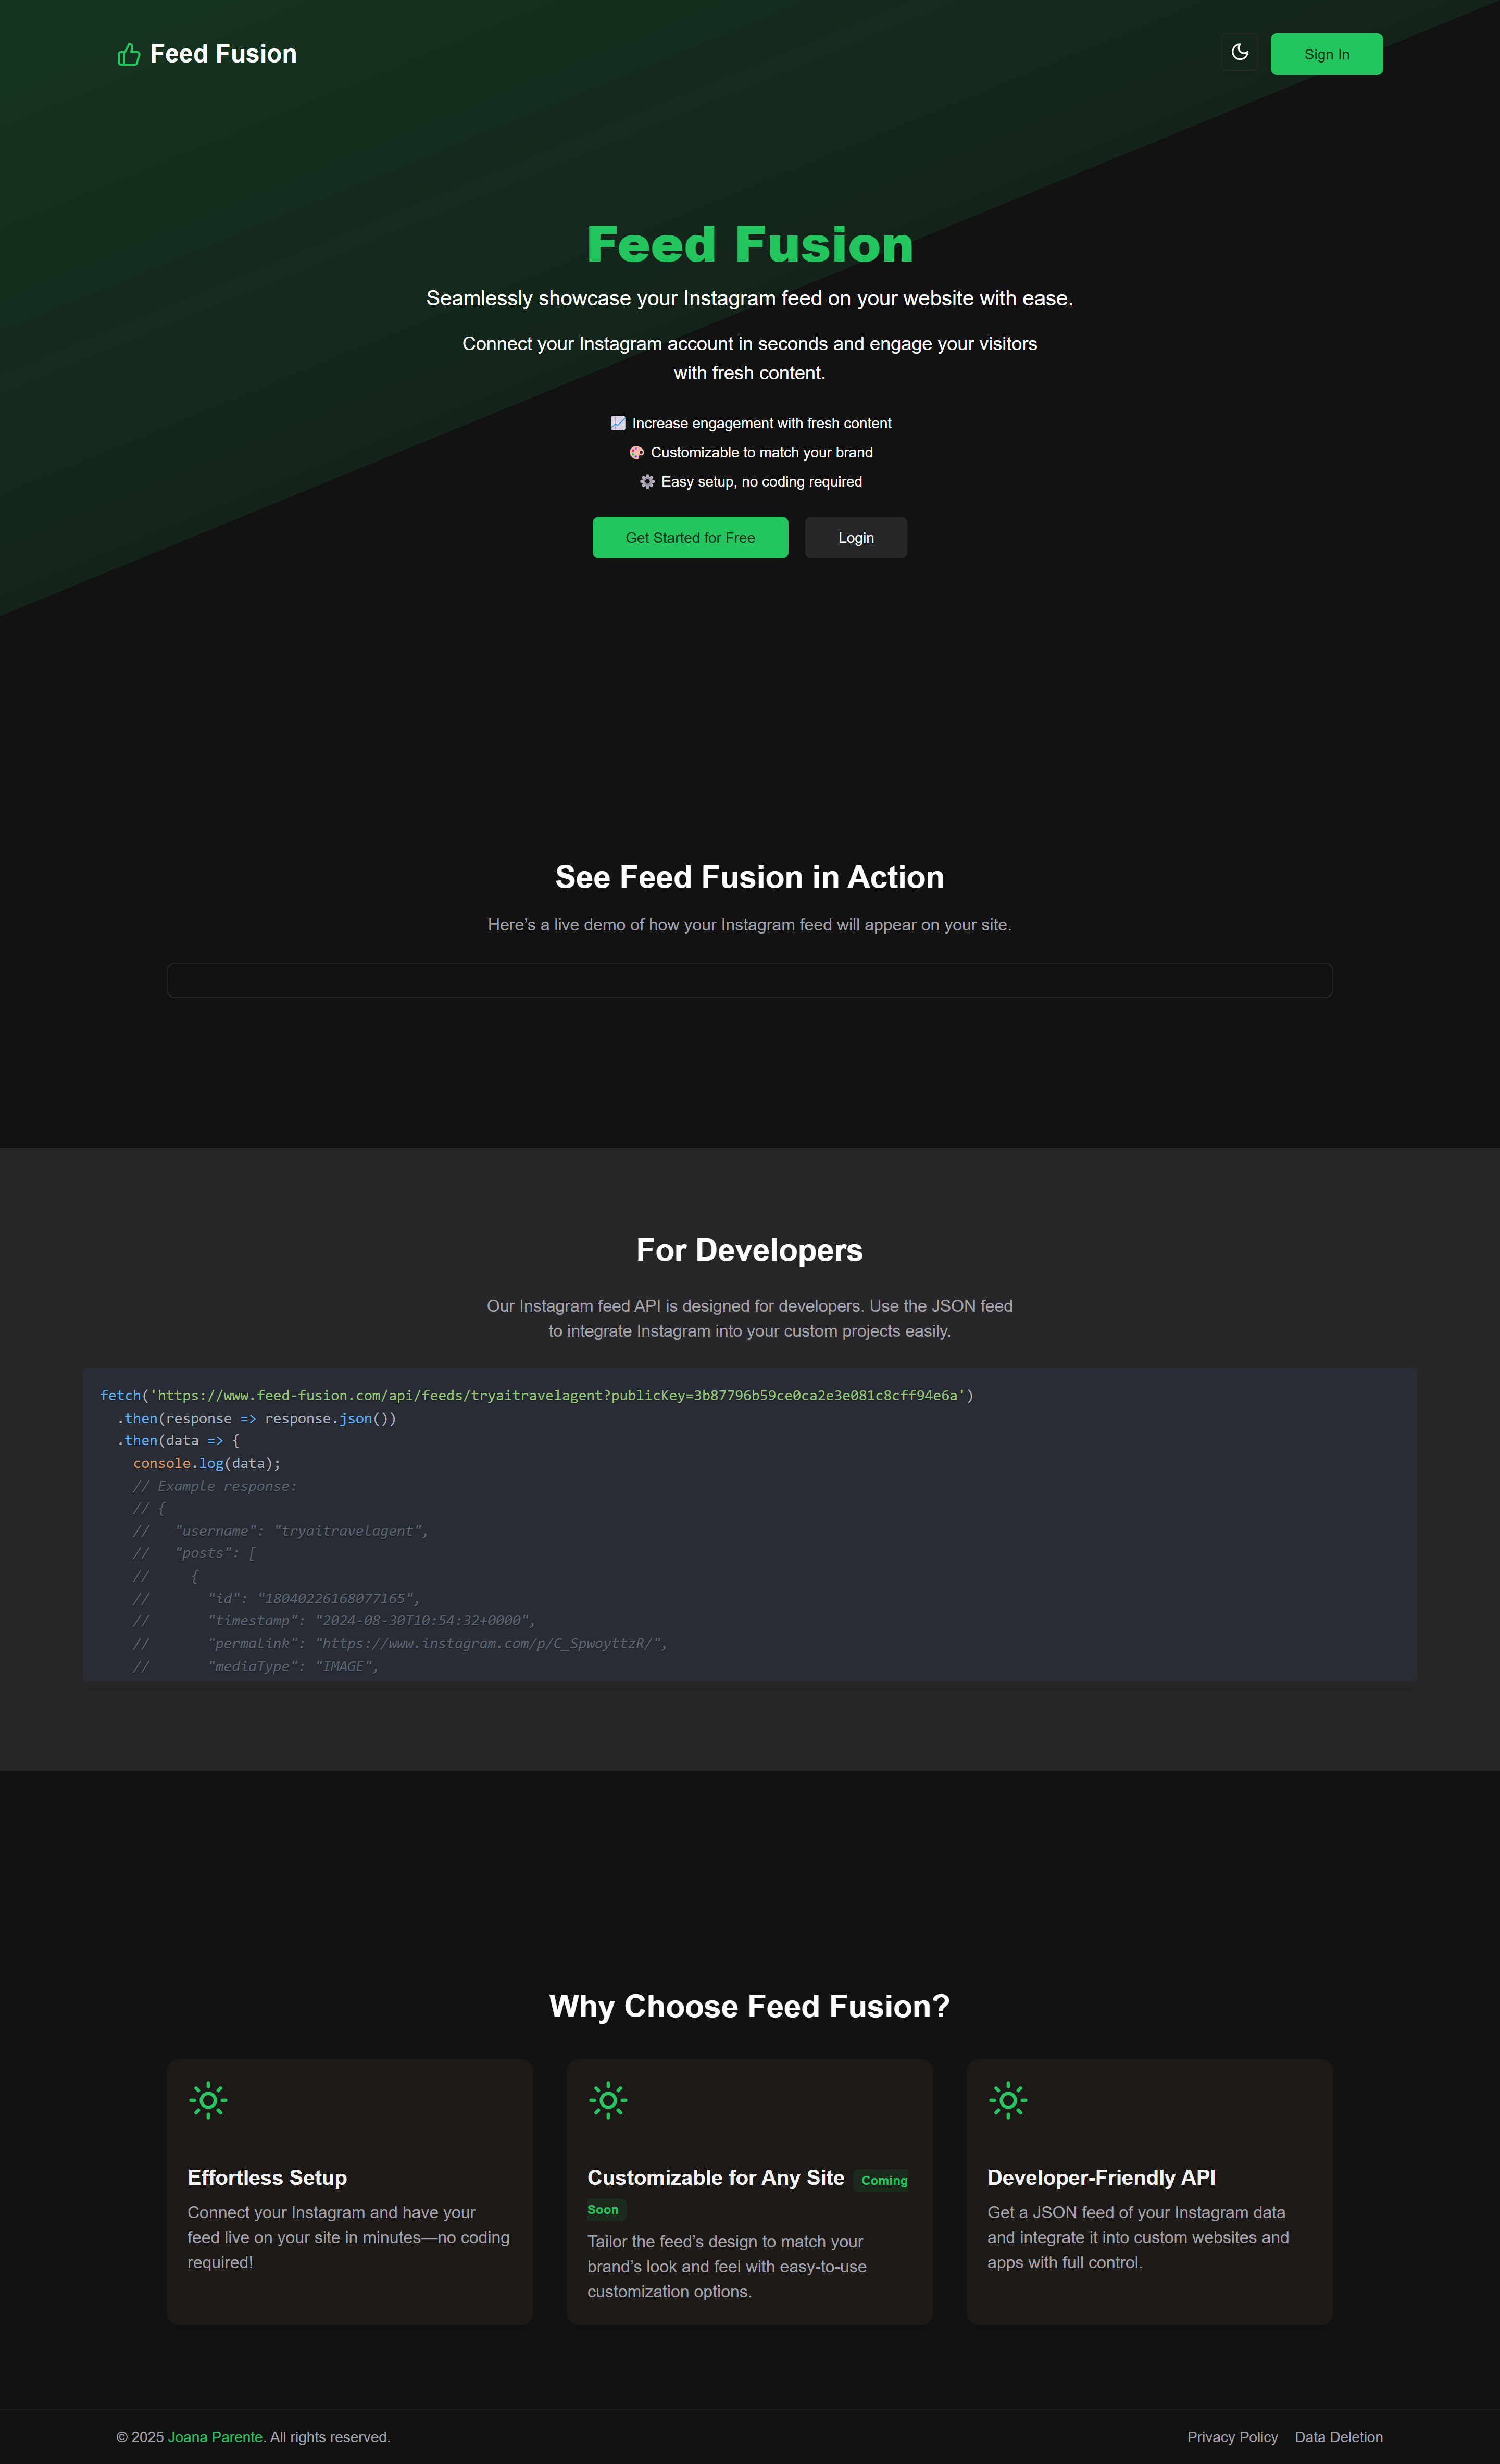 Feed Fusion
Sign In
Feed Fusion
Seamlessly showcase your Instagram feed on your website with ease.
Connect your Instagram account in seconds and engage your visitors
with fresh content.
📈 Increase engagement with fresh content
🎨 Customizable to match your brand
⚙️ Easy setup, no coding required
Get Started for Free
Login
See Feed Fusion in Action
Here’s a live demo of how your Instagram feed will appear on your site.
For Developers
Our Instagram feed API is designed for developers. Use the JSON feed
to integrate Instagram into your custom projects easily.
fetch('https://www.feed-fusion.com/api/feeds/tryaitravelagent?publicKey=3b87796b59ce0ca2e3e081c8cff94e6a')
  .then(response => response.json())
  .then(data => {
    console.log(data);
    // Example response:
    // {
    //   "username": "tryaitravelagent",
    //   "posts": [
    //     {
    //       "id": "18040226168077165",
    //       "timestamp": "2024-08-30T10:54:32+0000",
    //       "permalink": "https://www.instagram.com/p/C_SpwoyttzR/",
    //       "mediaType": "IMAGE",
Why Choose Feed Fusion?
Effortless Setup
Connect your Instagram and have your
feed live on your site in minutes—no coding
required!
Customizable for Any Site Coming
Soon
Tailor the feed’s design to match your
brand’s look and feel with easy-to-use
customization options.
Developer-Friendly API
Get a JSON feed of your Instagram data
and integrate it into custom websites and
apps with full control.
© 2025 Joana Parente. All rights reserved.
Privacy Policy
Data Deletion